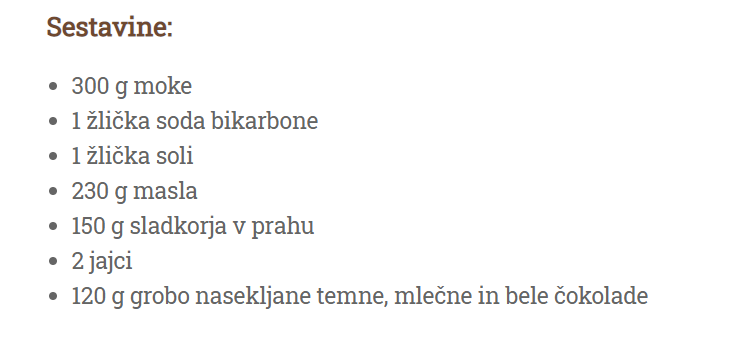 Sestavine:
300 g moke
1 žlička soda bikarbone
1 žlička soli
230 g masla
150 g sladkorja v prahu
2 jajci
120 g grobo nasekljane temne, mlečne in bele čokolade